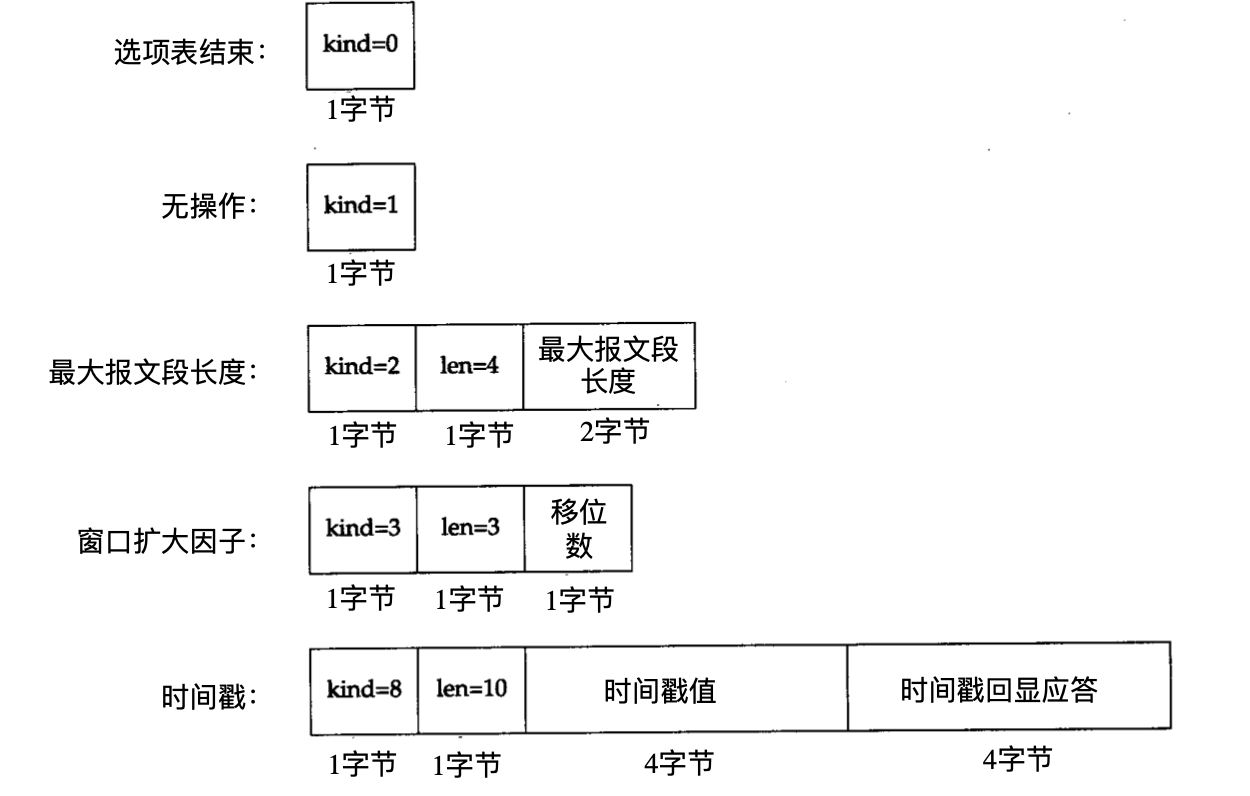 选项表结束：
kind=0
1字节
无操作：
kind=1
1字节
最大报文段长度：
kind=2
len=4
最大报文段
长度
1字节
1字节
2字节
窗口扩大因子：
kind=3
len=3
移位
数
1字节
1字节
1字节
时间戳：
kind=8
len=10
时间戳值
时间戳回显应答
1字节
1字节
4字节
4字节